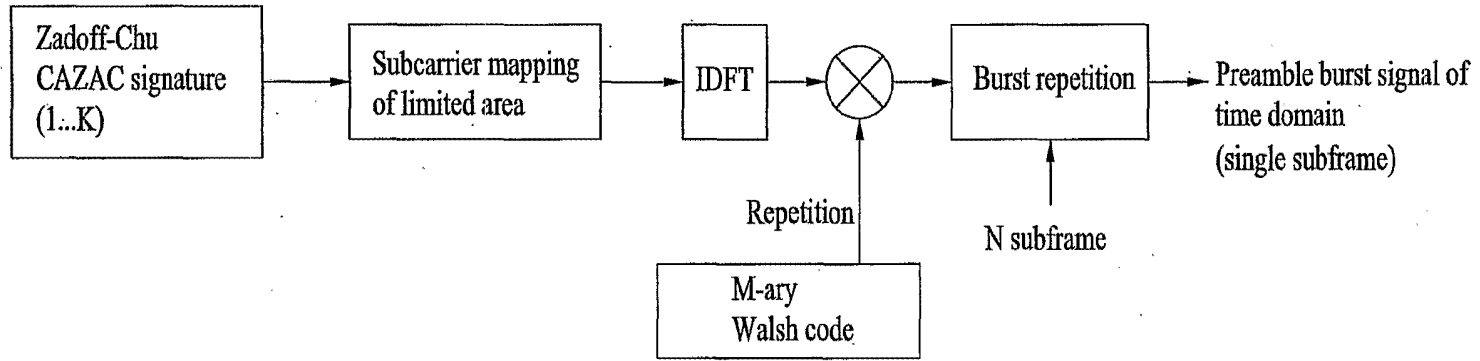 Zadoff-Chu
CAZAC signature
(1...K)
Subcarrier mapping
of limited area
IDFT
Burst repetition
Preamble burst signal of
time domain
(single subframe)
Repetition
N subframe
M-ary
Walsh code